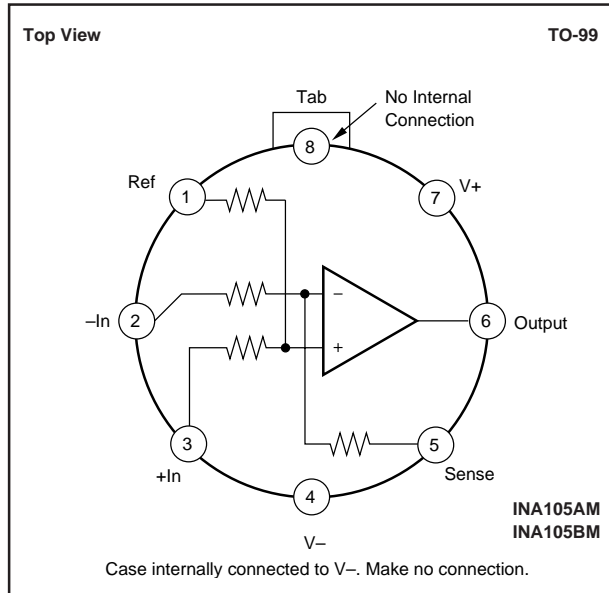 Top View
TO-99
Tab
No Internal
Connection
8
Ref
1
7
V+
–In
2
–
+
6
Output
3
+In
5
Sense
4
V–
INA105AM
INA105BM
Case internally connected to V–. Make no connection.